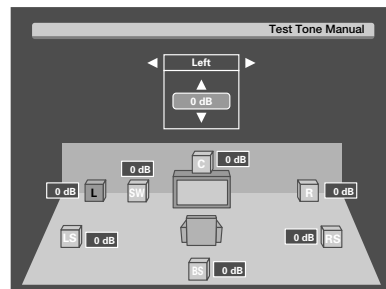 Test Tone Manual
Left
0 dB
C 0 dB
0 dB
0 dB L SW R 0 dB
LS 0 dB 0 dB RS
BS 0 dB